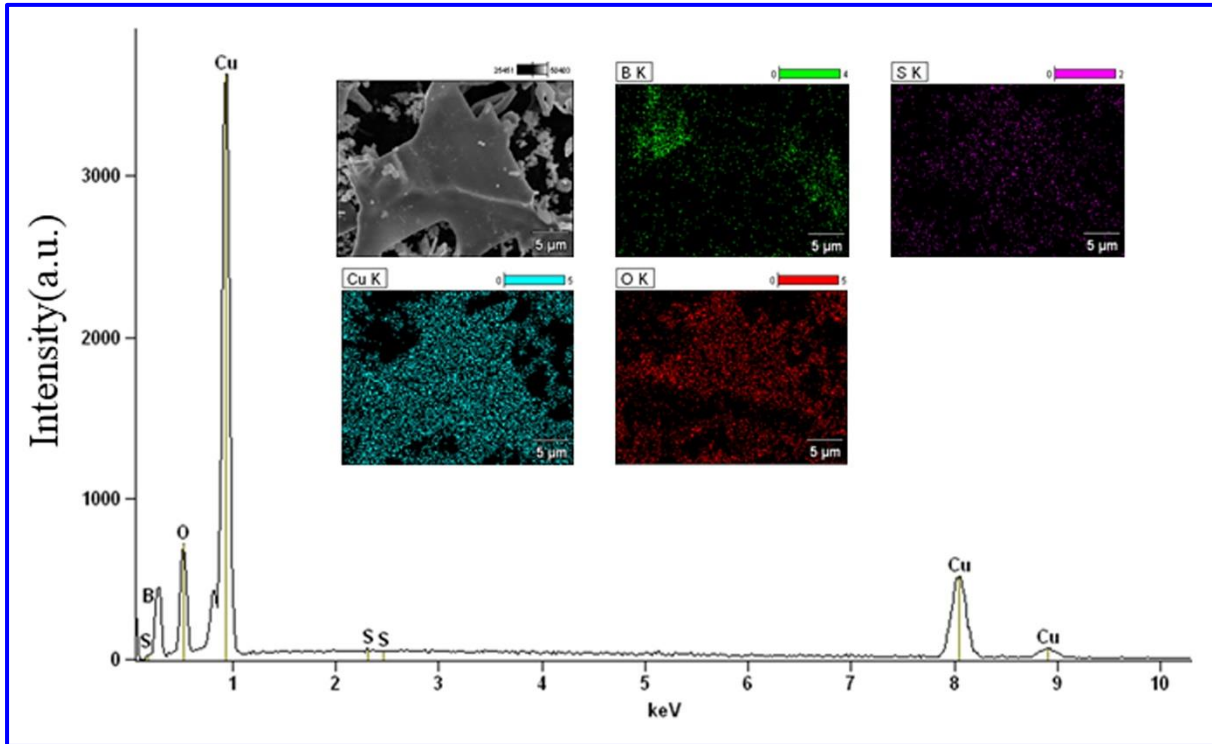 Intensity(a.u.)
3000
2000
1000
0
Cu
O
B
S
S S
Cu
Cu
1 2 3 4 5 6 7 8 9 10
keV
5 µm
B K 0 4
5 µm
S K 0 2
5 µm
Cu K 0 5
5 µm
O K 0 5
5 µm